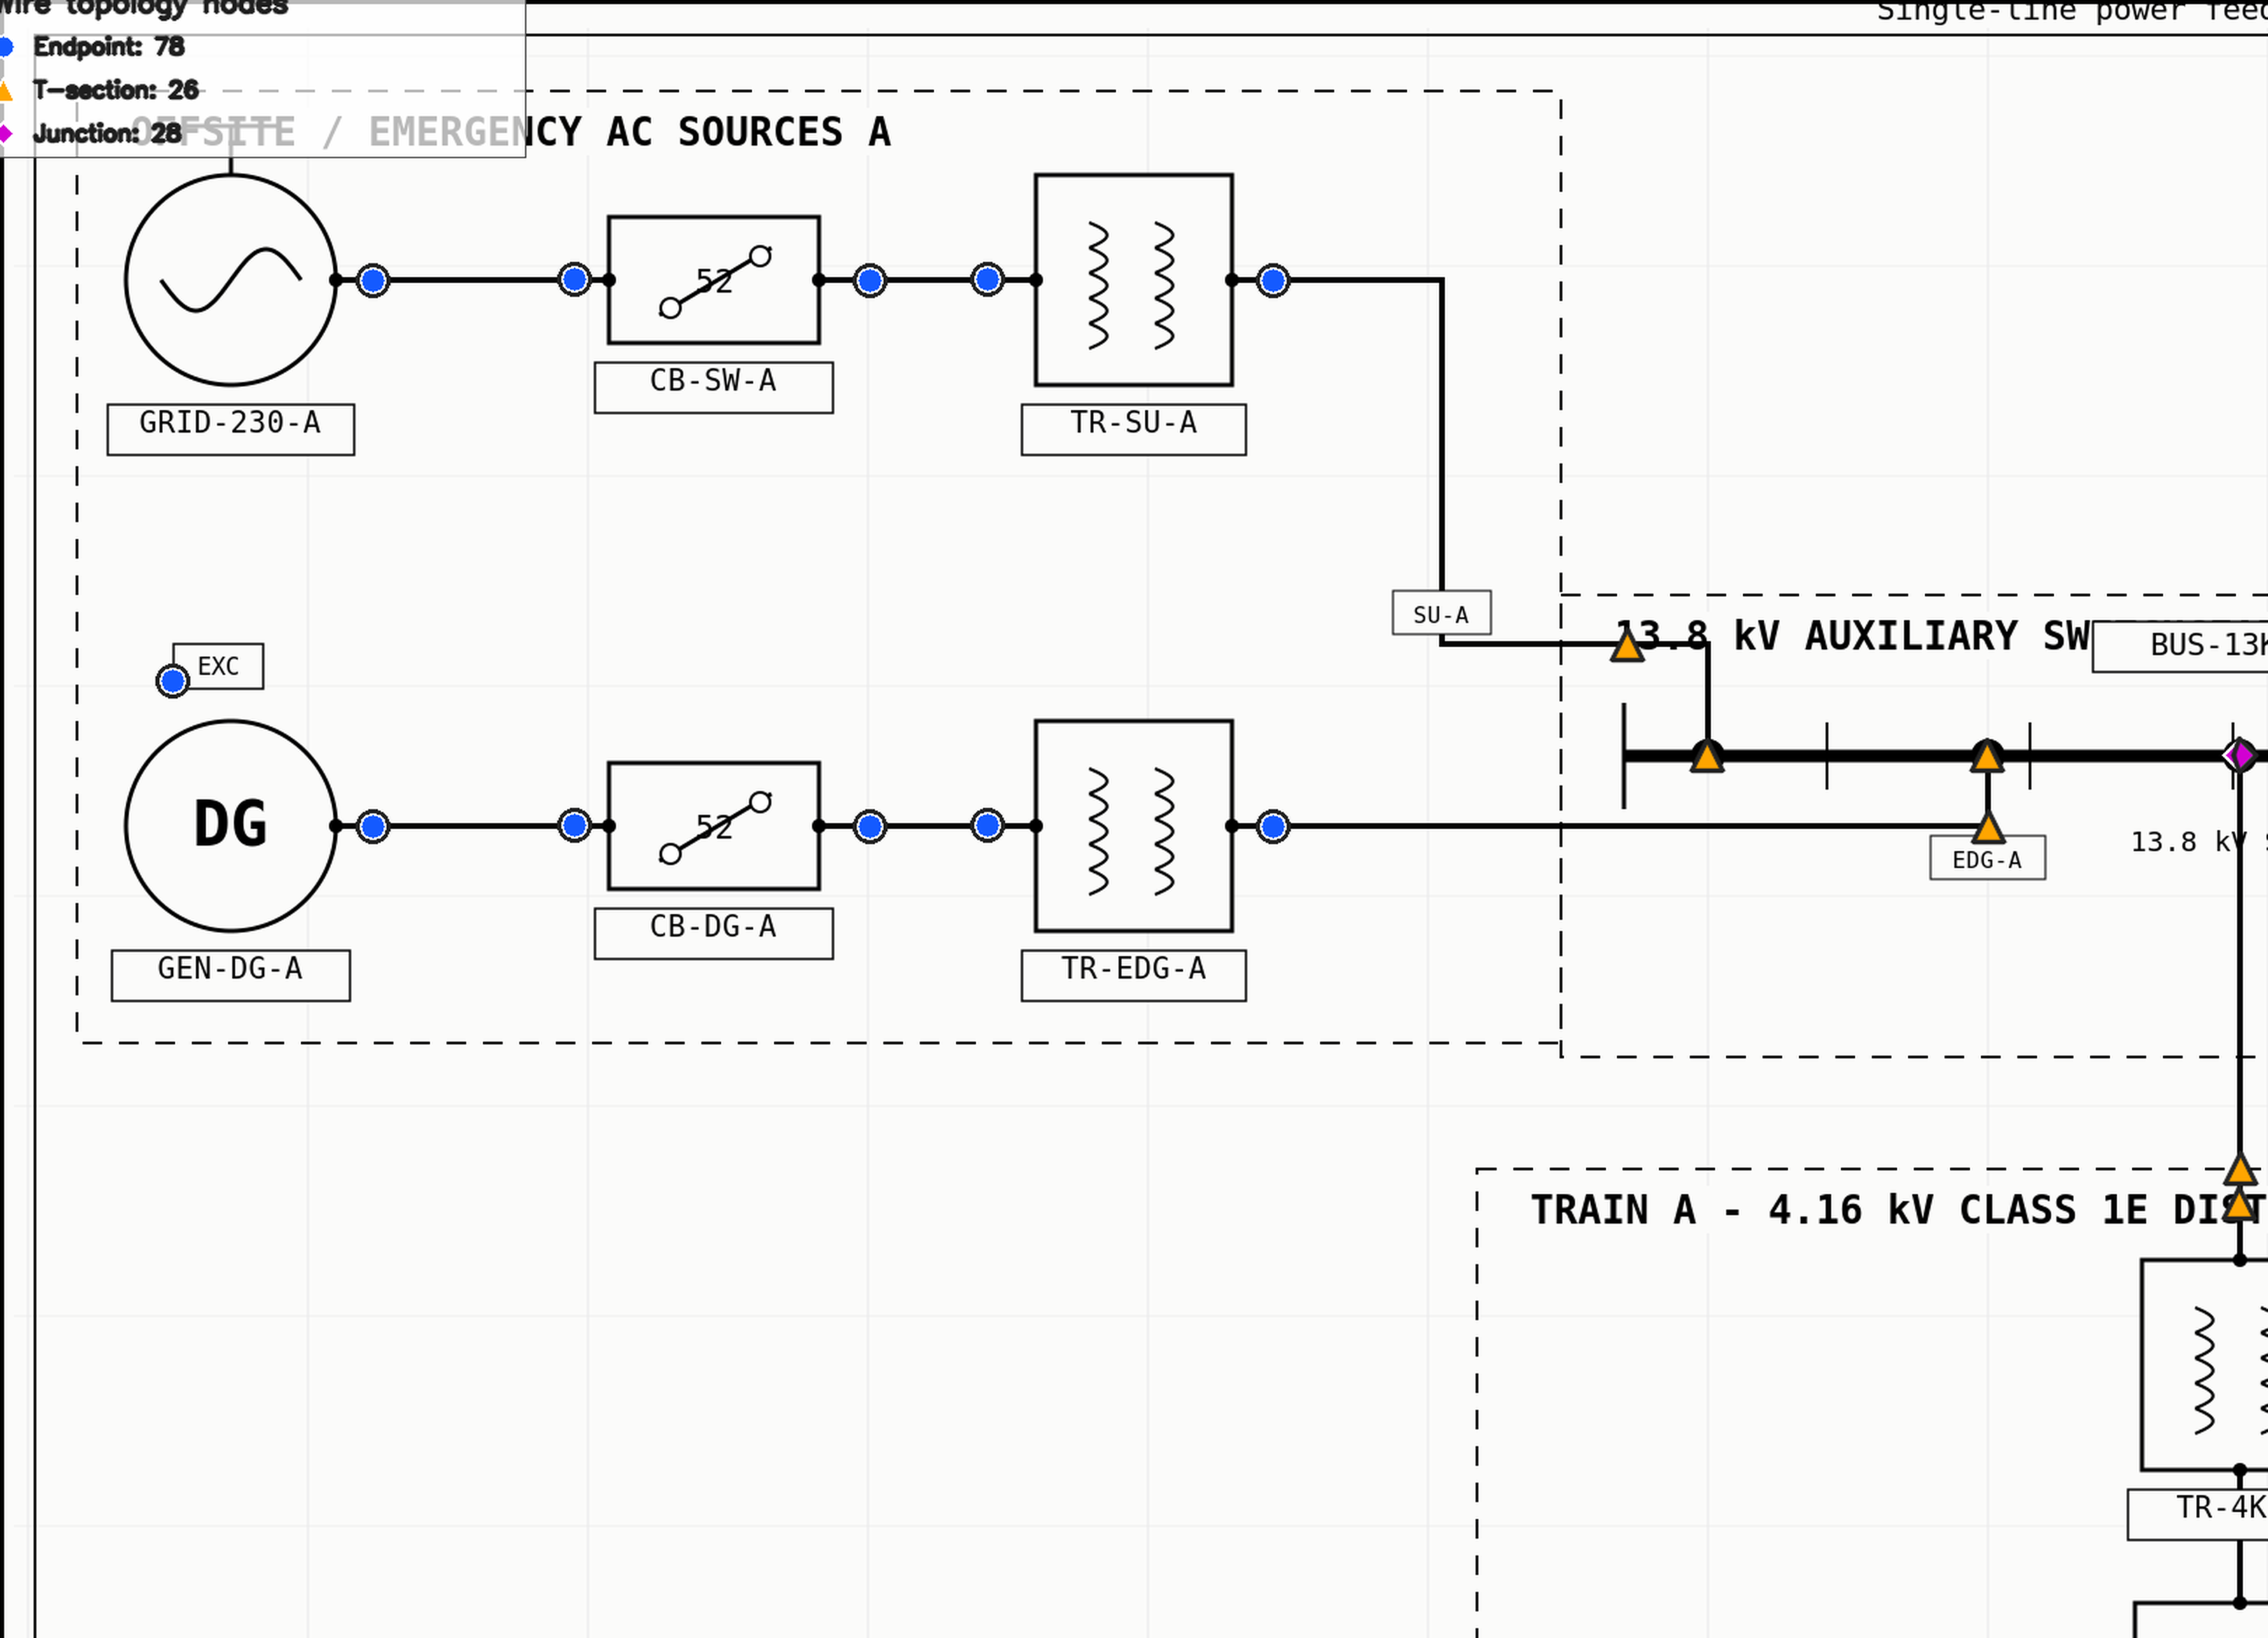 Wire topology nodes
Endpoint: 78
T-section: 26
Junction: 28
Single-line power
OFFSITE / EMERGENCY AC SOURCES A
52
CB-SW-A
GRID-230-A
TR-SU-A
SU-A
13.8 kV AUXILIARY
EXC
DG
52
EDG-A
13.8 kV
CB-DG-A
GEN-DG-A
TR-EDG-A
TRAIN A - 4.16 kV CLASS 1E